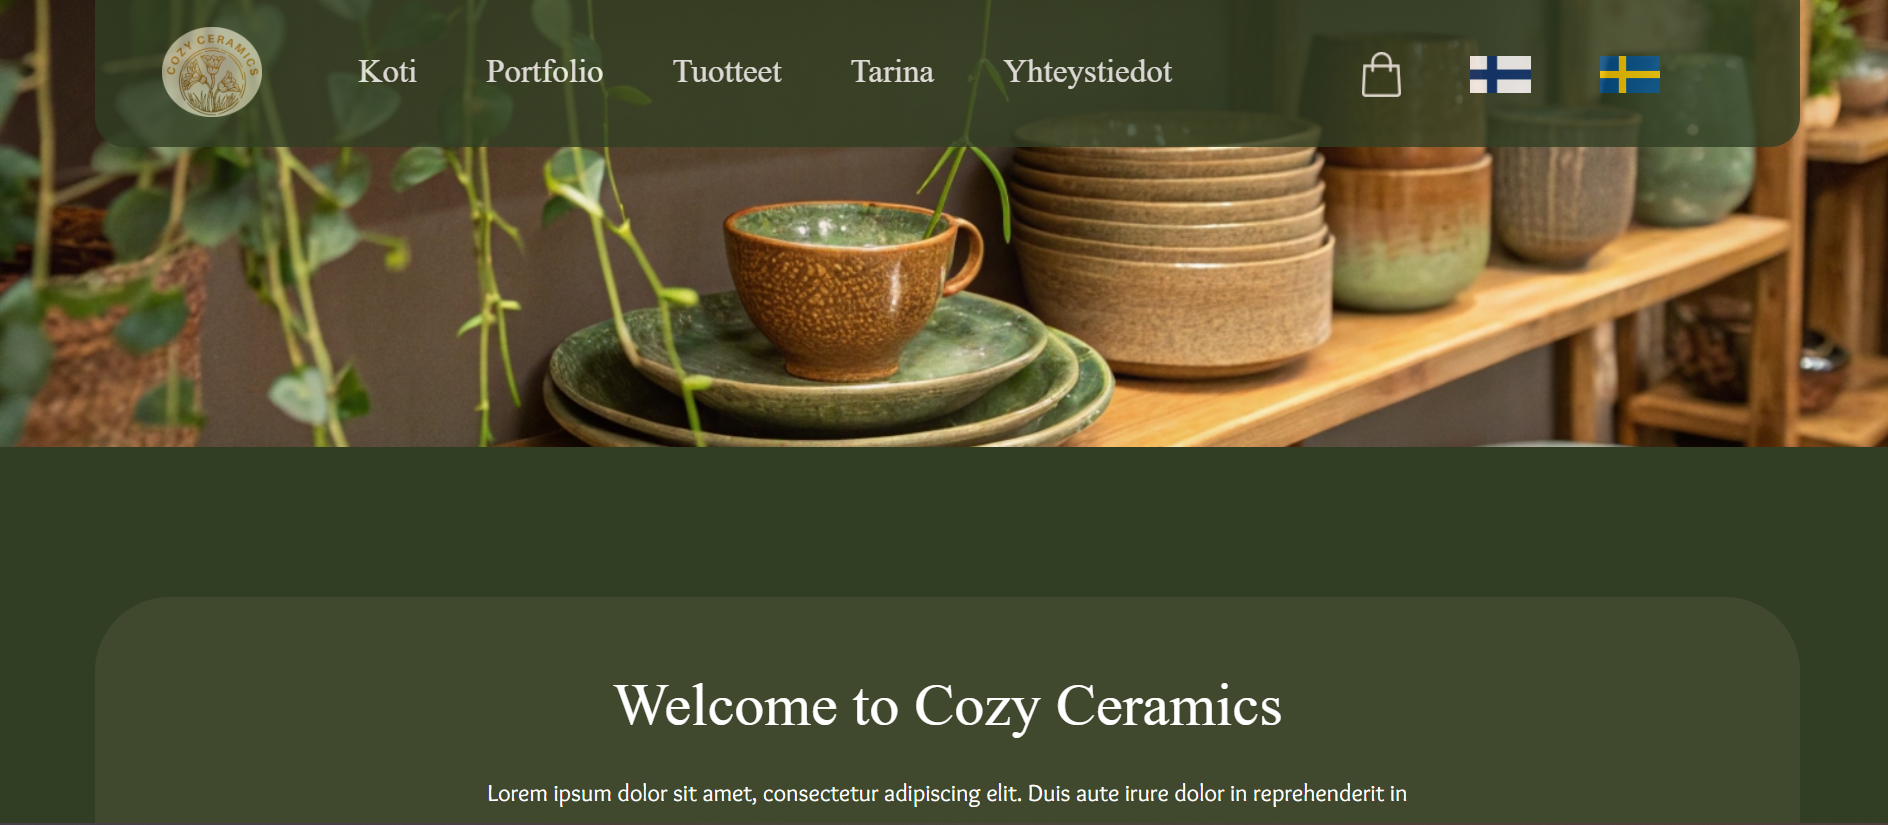 COZY CERAMICS
Koti Portfolio Tuotteet Tarina Yhteystiedot
Welcome to Cozy Ceramics
Lorem ipsum dolor sit amet, consectetur adipiscing elit. Duis aute irure dolor in reprehenderit in